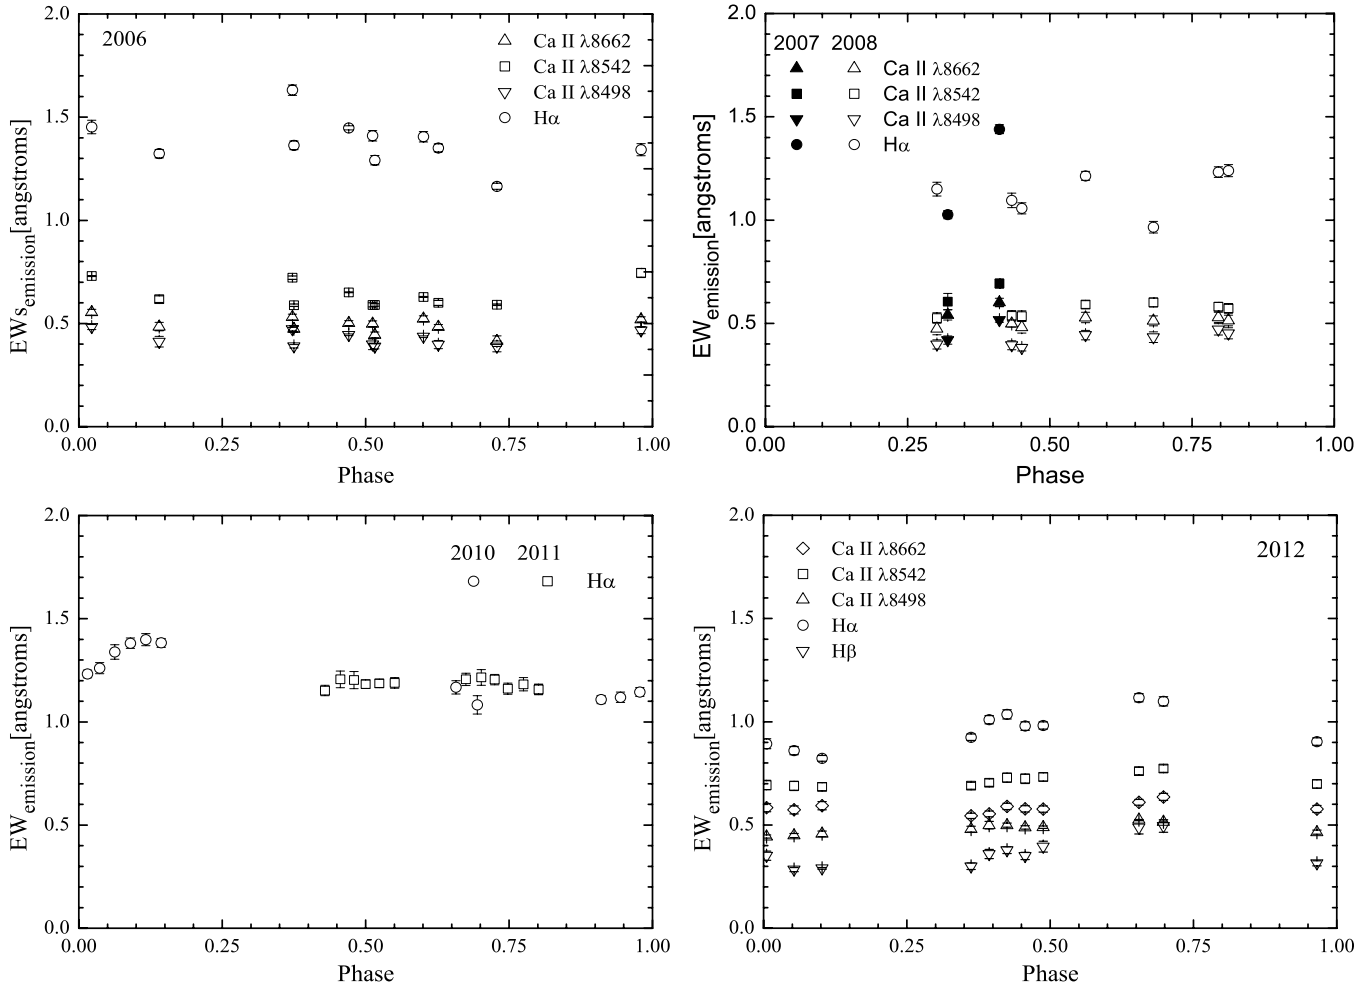 2006
Ca II λ8662
Ca II λ8542
Ca II λ8498
Hα
2.0
1.5
1.0
0.5
0.0
EWs_emission[angstroms]
0.00 0.25 0.50 0.75 1.00
Phase
2007 2008
Ca II λ8662
Ca II λ8542
Ca II λ8498
Hα
2.0
1.5
1.0
0.5
0.0
EW_emission[angstroms]
0.00 0.25 0.50 0.75 1.00
Phase
2010 2011
Hα
2.0
1.5
1.0
0.5
0.0
EW_emission[angstroms]
0.00 0.25 0.50 0.75 1.00
Phase
2012
Ca II λ8662
Ca II λ8542
Ca II λ8498
Hα
Hβ
2.0
1.5
1.0
0.5
0.0
EW_emission[angstroms]
0.00 0.25 0.50 0.75 1.00
Phase